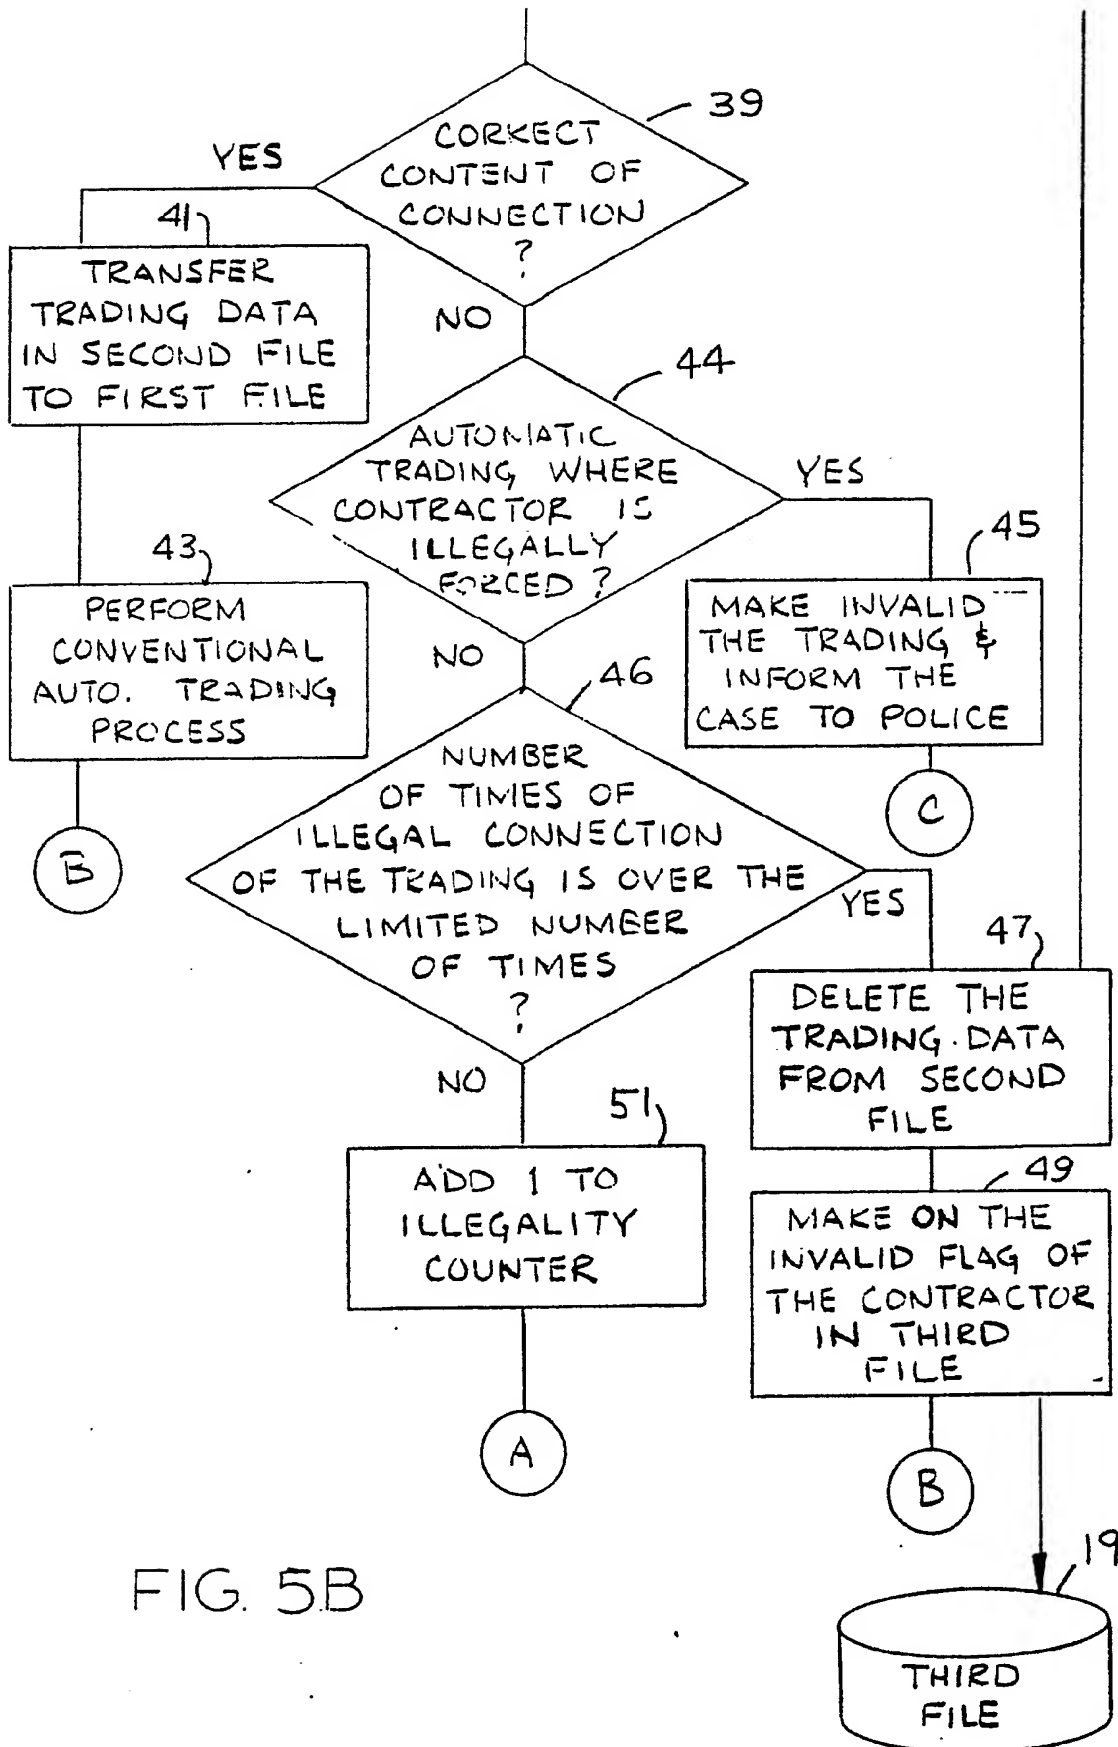 39
CORRECT
CONTENT OF
CONNECTION
?
YES
41
TRANSFER
TRADING DATA
IN SECOND FILE
TO FIRST FILE
NO
44
AUTOMATIC
TRADING WHERE
CONTRACTOR IS
ILLEGALLY
FORCED ?
YES
43
PERFORM
CONVENTIONAL
AUTO. TRADING
PROCESS
45
MAKE INVALID
THE TRADING &
INFORM THE
CASE TO POLICE
NO
46
NUMBER
OF TIMES OF
ILLEGAL CONNECTION
OF THE TRADING IS OVER THE
LIMITED NUMBER
OF TIMES
?
B
C
YES
47
DELETE THE
TRADING DATA
FROM SECOND
FILE
NO
51
ADD 1 TO
ILLEGALITY
COUNTER
49
MAKE ON THE
INVALID FLAG OF
THE CONTRACTOR
IN THIRD
FILE
A
B
19
THIRD
FILE
FIG. 5B